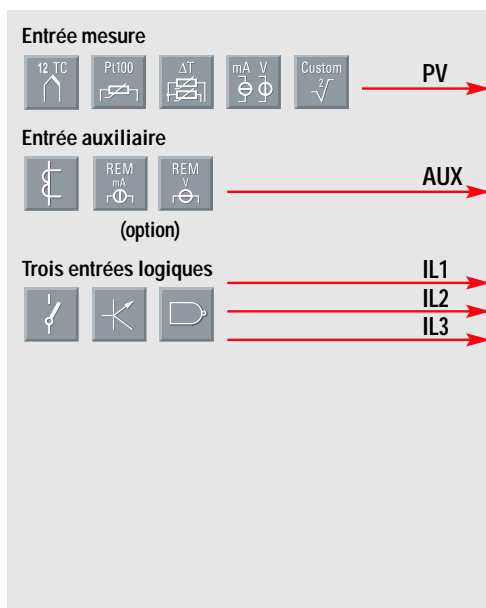 Entrée mesure
12 TC Pt100 ΔT mA V Custom
2√
PV
Entrée auxiliaire
REM REM
mA V
AUX
(option)
Trois entrées logiques
IL1
IL2
IL3